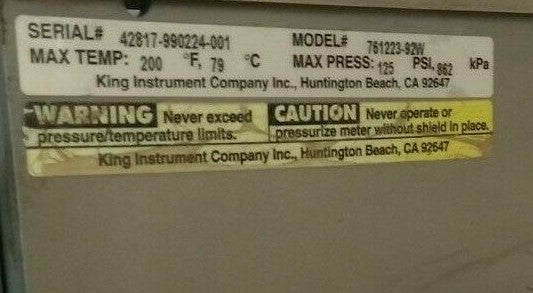 SERIAL# 42817-990224-001 MODEL# 761223-92W
MAX TEMP: 200 °F, 79 °C MAX PRESS: 125 PSI, 862 kPa
King Instrument Company Inc., Huntington Beach, CA 92647
WARNING Never exceed
pressure/temperature limits.
CAUTION Never operate or
pressurize meter without shield in place.
King Instrument Company Inc., Huntington Beach, CA 92647